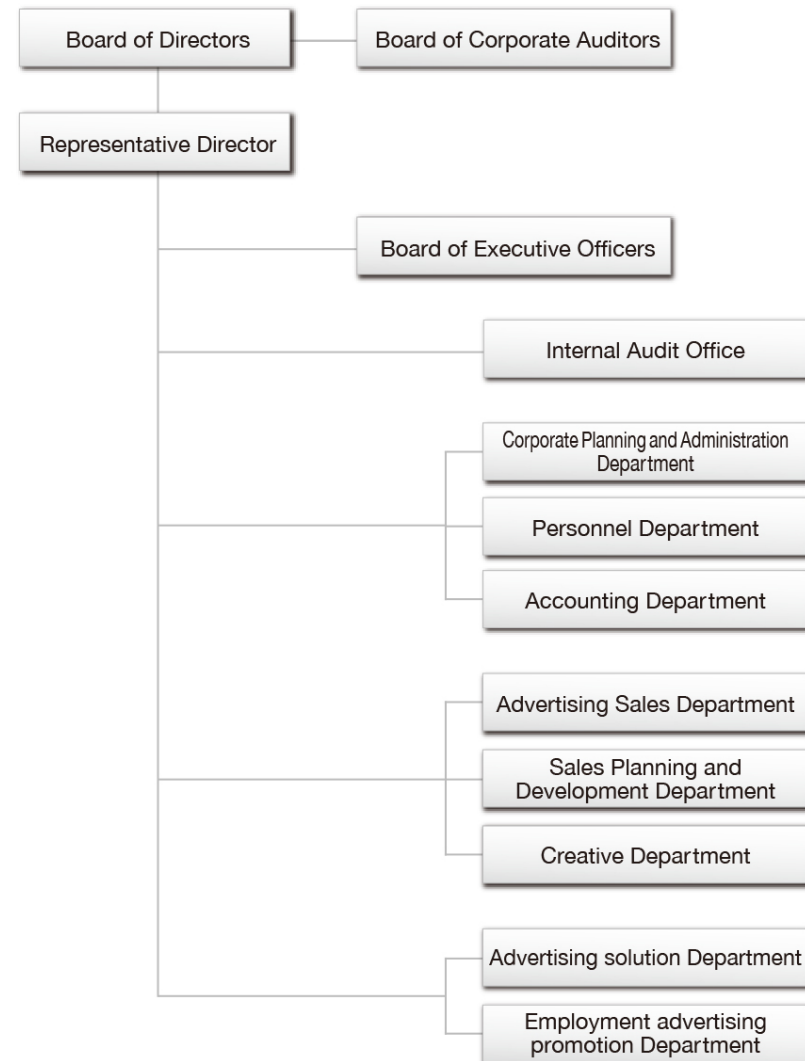 Board of Directors
Board of Corporate Auditors
Representative Director
Board of Executive Officers
Internal Audit Office
Corporate Planning and Administration
Department
Personnel Department
Accounting Department
Advertising Sales Department
Sales Planning and
Development Department
Creative Department
Advertising solution Department
Employment advertising
promotion Department